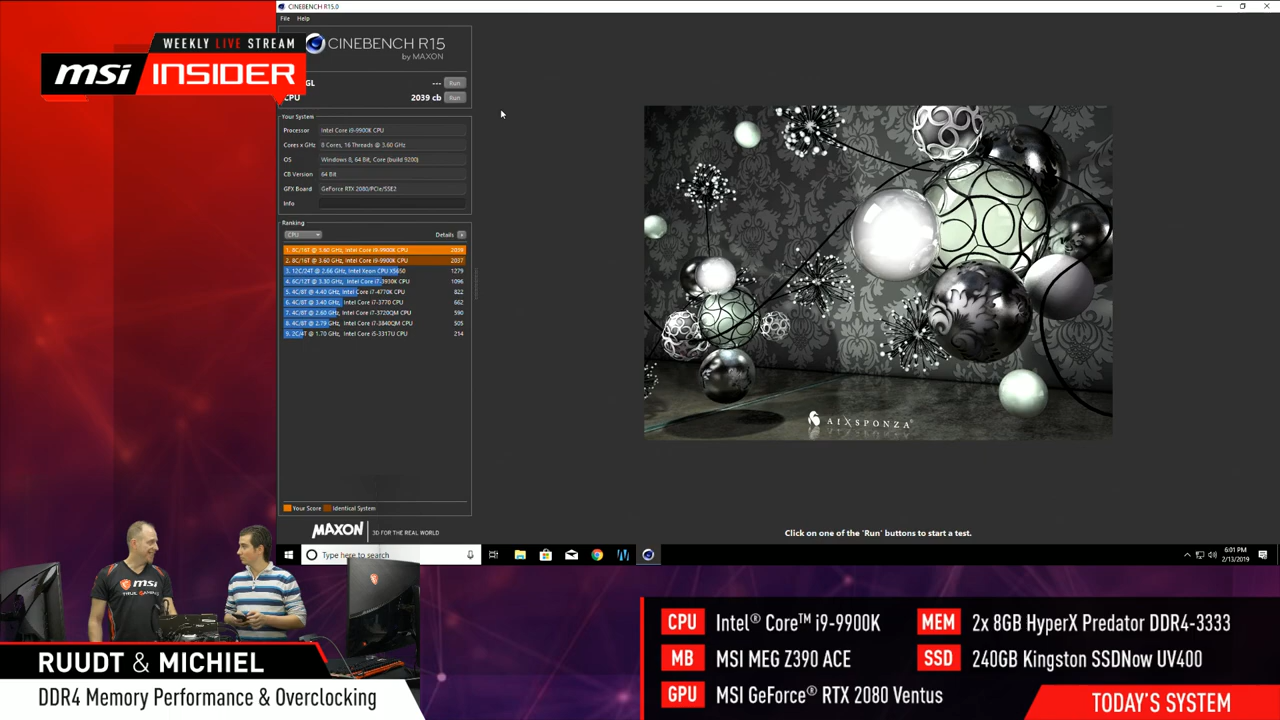 CINEBENCH R15.0
File Help
WEEKLY LIVE STREAM
msi INSIDER
CINEBENCH R15
by MAXON
GL --- Run
CPU 2039 cb Run
Your System
Processor Intel Core i9-9900K CPU
Cores x GHz 8 Cores, 16 Threads @ 3.60 GHz
OS Windows 8, 64 Bit, Core (build 9200)
CB Version 64 Bit
GFX Board GeForce RTX 2080/PCIe/SSE2
Info
Ranking
CPU Details
1. 8C/16T @ 3.60 GHz, Intel Core i9-9900K CPU 2039
2. 8C/16T @ 3.60 GHz, Intel Core i9-9900K CPU 2037
3. 12C/24T @ 2.66 GHz, Intel Xeon CPU X5650 1279
4. 6C/12T @ 3.30 GHz, Intel Core i7-3930K CPU 1096
5. 4C/8T @ 4.40 GHz, Intel Core i7-4770K CPU 822
6. 4C/8T @ 3.40 GHz, Intel Core i7-3770 CPU 662
7. 4C/8T @ 2.60 GHz, Intel Core i7-3720QM CPU 590
8. 4C/8T @ 2.79 GHz, Intel Core i7-3840QM CPU 505
9. 2C/4T @ 1.70 GHz, Intel Core i5-3317U CPU 214
Your Score Identical System
MAXON 3D FOR THE REAL WORLD
AIXSPONZA
Click on one of the 'Run' buttons to start a test.
Type here to search
6:01 PM
2/13/2019
msi
TRUE GAMING
RUUDT & MICHIEL
DDR4 Memory Performance & Overclocking
CPU Intel® Core™ i9-9900K
MB MSI MEG Z390 ACE
GPU MSI GeForce® RTX 2080 Ventus
MEM 2x 8GB HyperX Predator DDR4-3333
SSD 240GB Kingston SSDNow UV400
TODAY'S SYSTEM